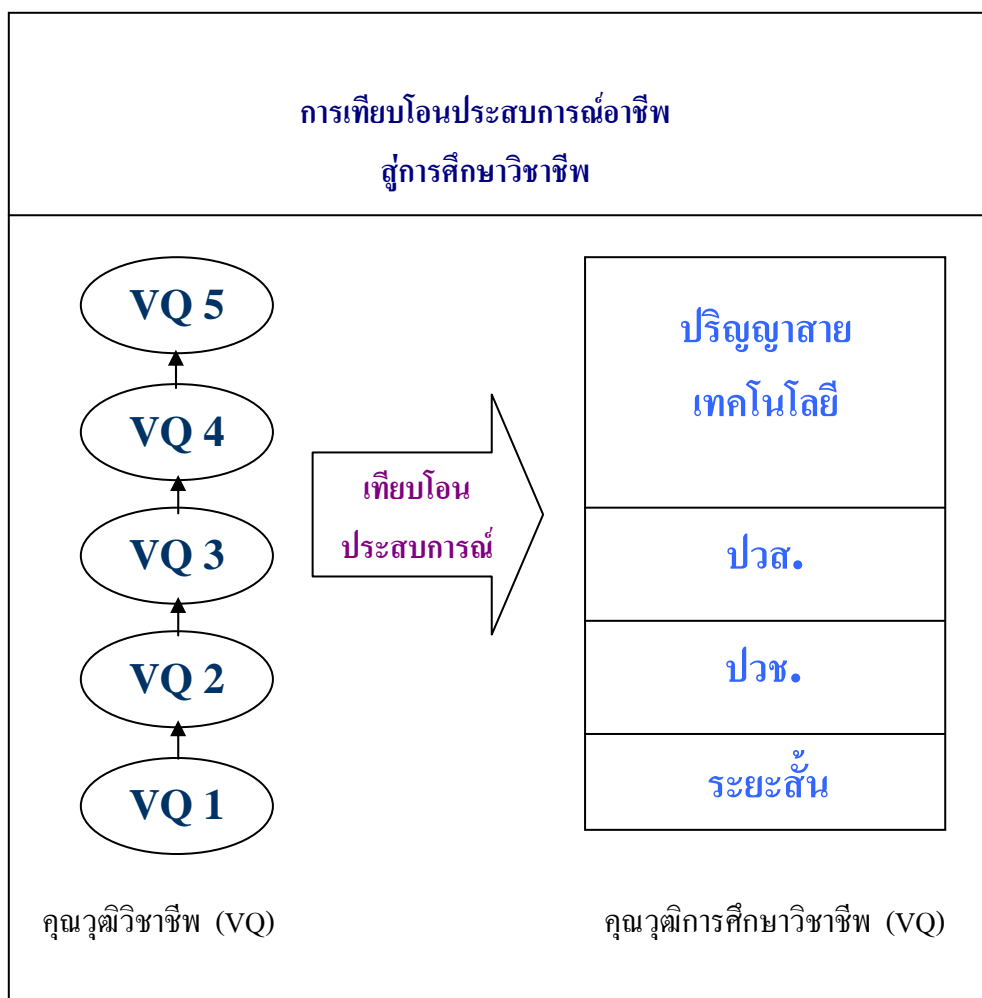 การเทียบโอนประสบการณ์อาชีพ
สู่การศึกษาวิชาชีพ
VQ 5
VQ 4
VQ 3
VQ 2
VQ 1
เทียบโอน
ประสบการณ์
ปริญญาสาย
เทคโนโลยี
ปวส.
ปวช.
ระยะสั้น
คุณวุฒิวิชาชีพ (VQ)
คุณวุฒิการศึกษาวิชาชีพ (VQ)